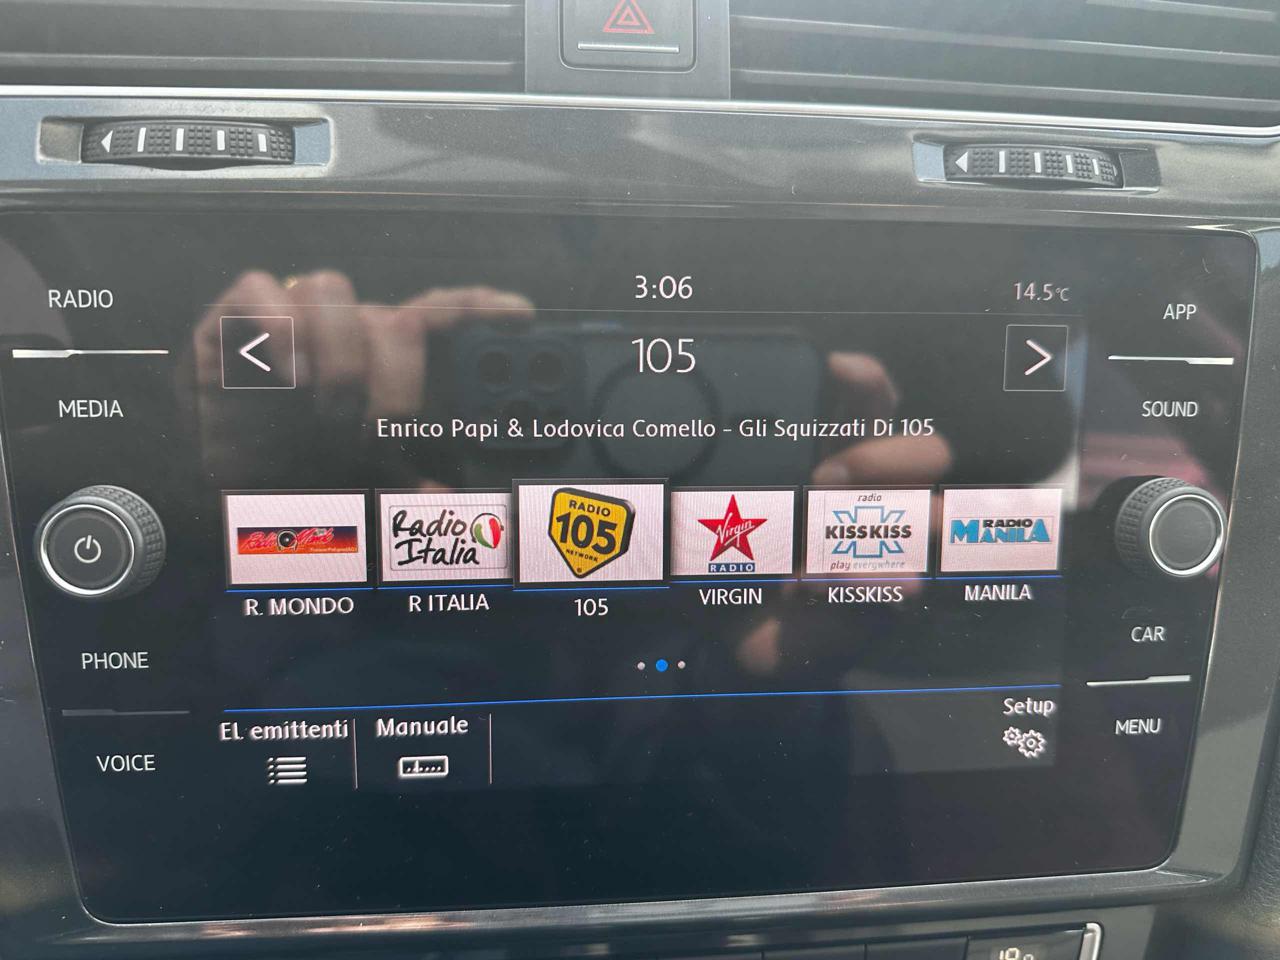 RADIO
MEDIA
PHONE
VOICE
3:06
14.5°C
<
105
>
Enrico Papi & Lodovica Comello - Gli Squizzati Di 105
Radio Italia
RADIO
105
NETWORK
Virgin
RADIO
radio
KISSKISS
play everywhere
RADIO
MANILA
R. MONDO
R ITALIA
105
VIRGIN
KISSKISS
MANILA
El. emittenti
Manuale
Setup
APP
SOUND
CAR
MENU